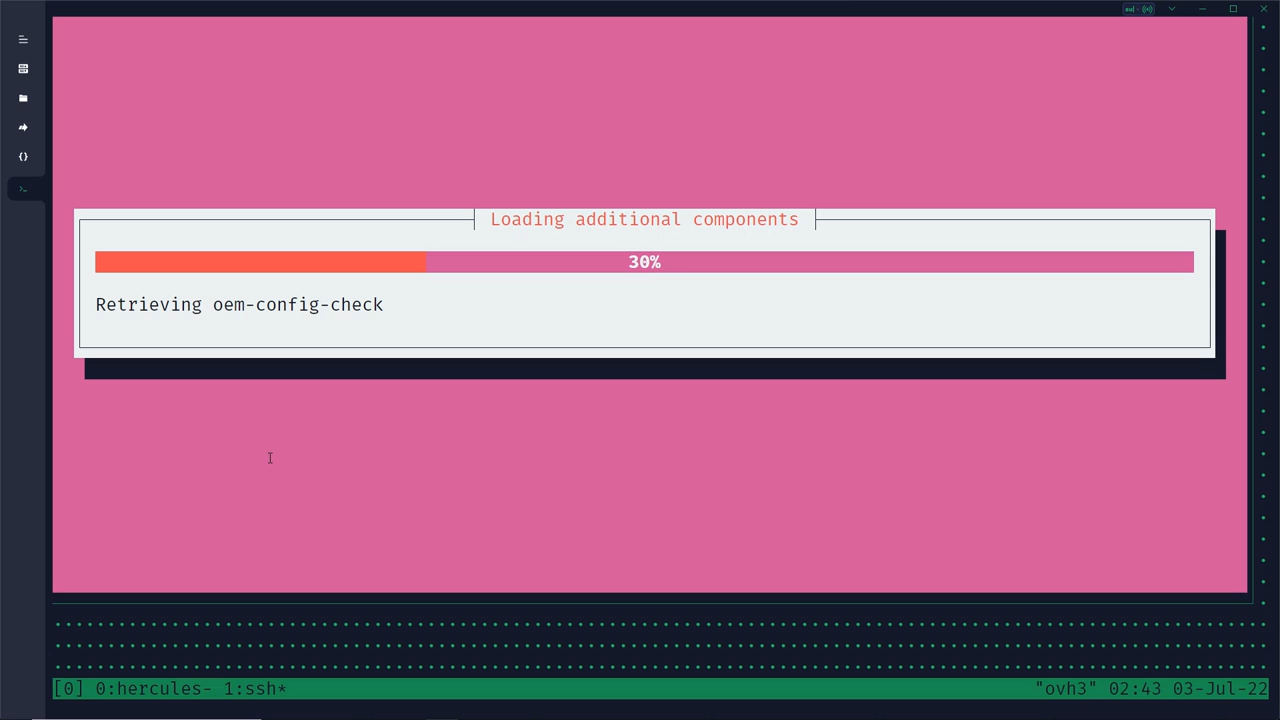 Loading additional components
30%
Retrieving oem-config-check
[0] 0:hercules- 1:ssh* "ovh3" 02:43 03-Jul-22